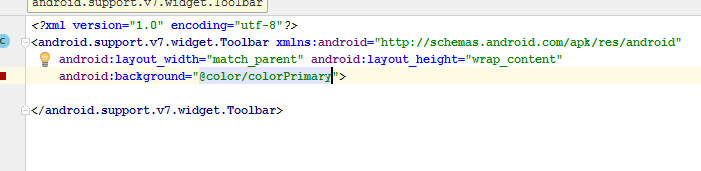 android.support.v7.widget.Toolbar
<?xml version="1.0" encoding="utf-8"?>
<android.support.v7.widget.Toolbar xmlns:android="http://schemas.android.com/apk/res/android"
android:layout_width="match_parent" android:layout_height="wrap_content"
android:background="@color/colorPrimary">
</android.support.v7.widget.Toolbar>